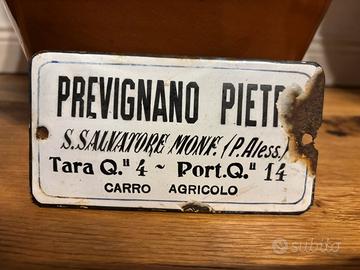 PREVIGNANO PIETR
S. SALVATORE MONF. (P. Aless.)
Tara Q.li 4 ~ Port. Q.li 14
CARRO AGRICOLO
subito